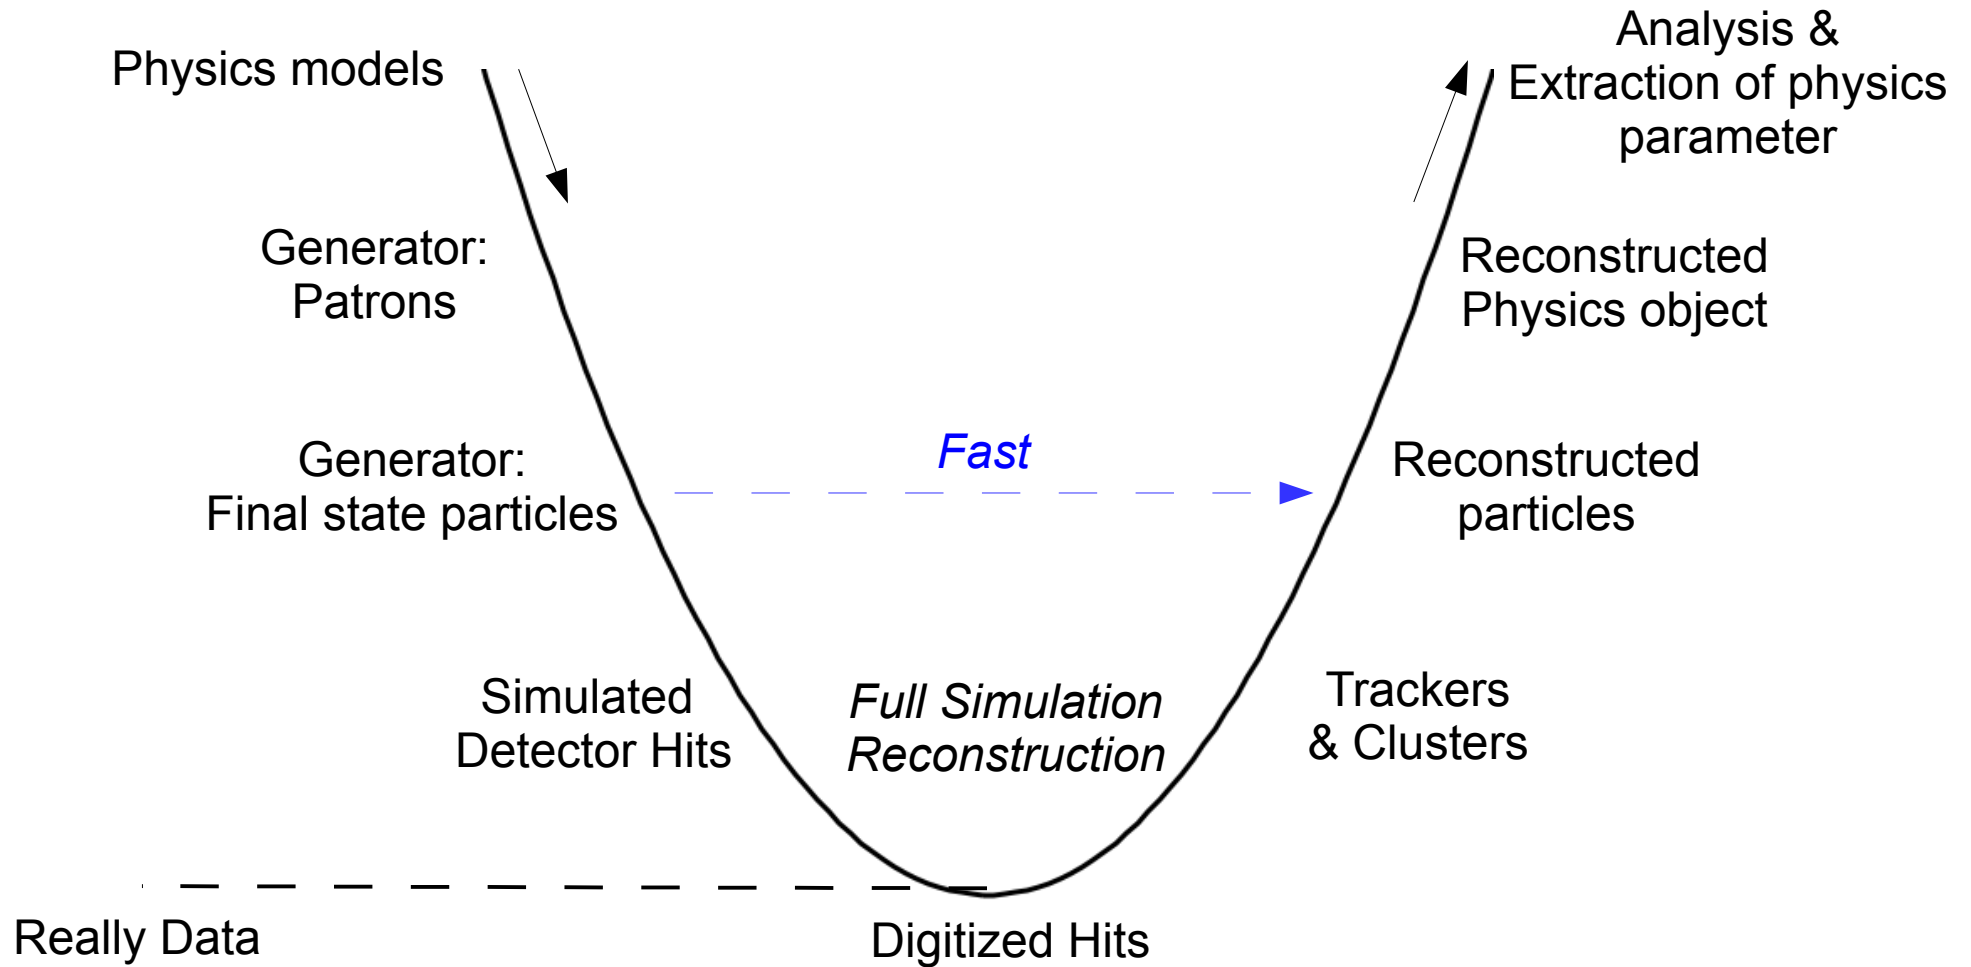 Physics models
Analysis &
Extraction of physics
parameter
Generator:
Patrons
Reconstructed
Physics object
Generator:
Final state particles
Fast
Reconstructed
particles
Simulated
Detector Hits
Full Simulation
Reconstruction
Trackers
& Clusters
Really Data
Digitized Hits